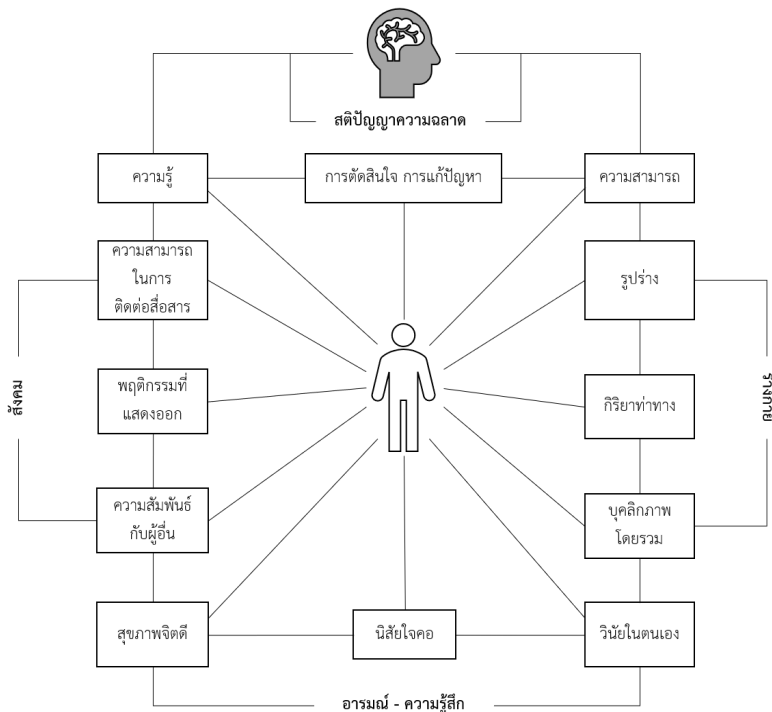 สติปัญญาความฉลาด
ความรู้
การตัดสินใจ การแก้ปัญหา
ความสามารถ
ความสามารถ
ในการ
ติดต่อสื่อสาร
รูปร่าง
สังคม
พฤติกรรมที่
แสดงออก
กิริยาท่าทาง
ร่างกาย
ความสัมพันธ์
กับผู้อื่น
บุคลิกภาพ
โดยรวม
สุขภาพจิตดี
นิสัยใจคอ
วินัยในตนเอง
อารมณ์ - ความรู้สึก